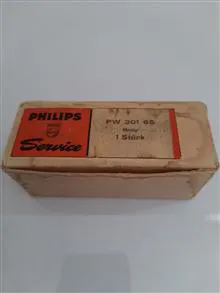 PHILIPS
Service
PW 301 65
1 Stück